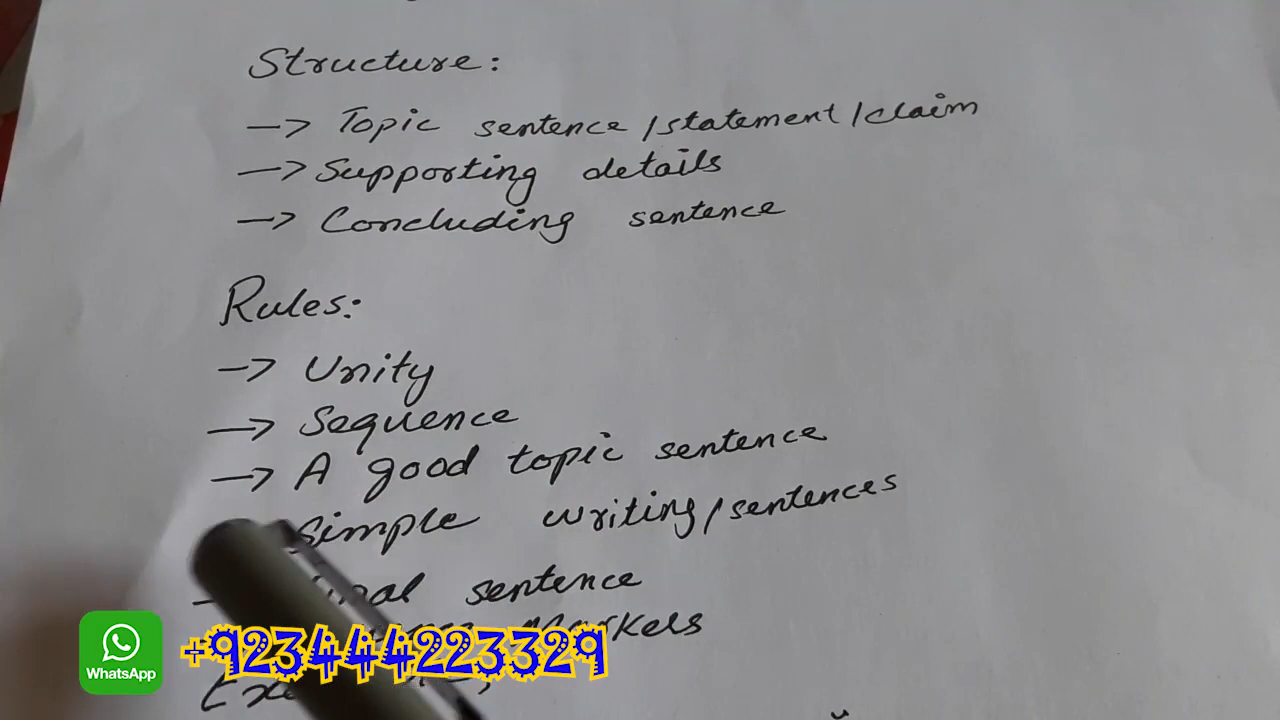 Structure:
→ Topic sentence/statement/claim
→ Supporting details
→ Concluding sentence
Rules:
→ Unity
→ Sequence
→ A good topic sentence
Simple writing/sentences
sentence
Markers
WhatsApp
+923444223329